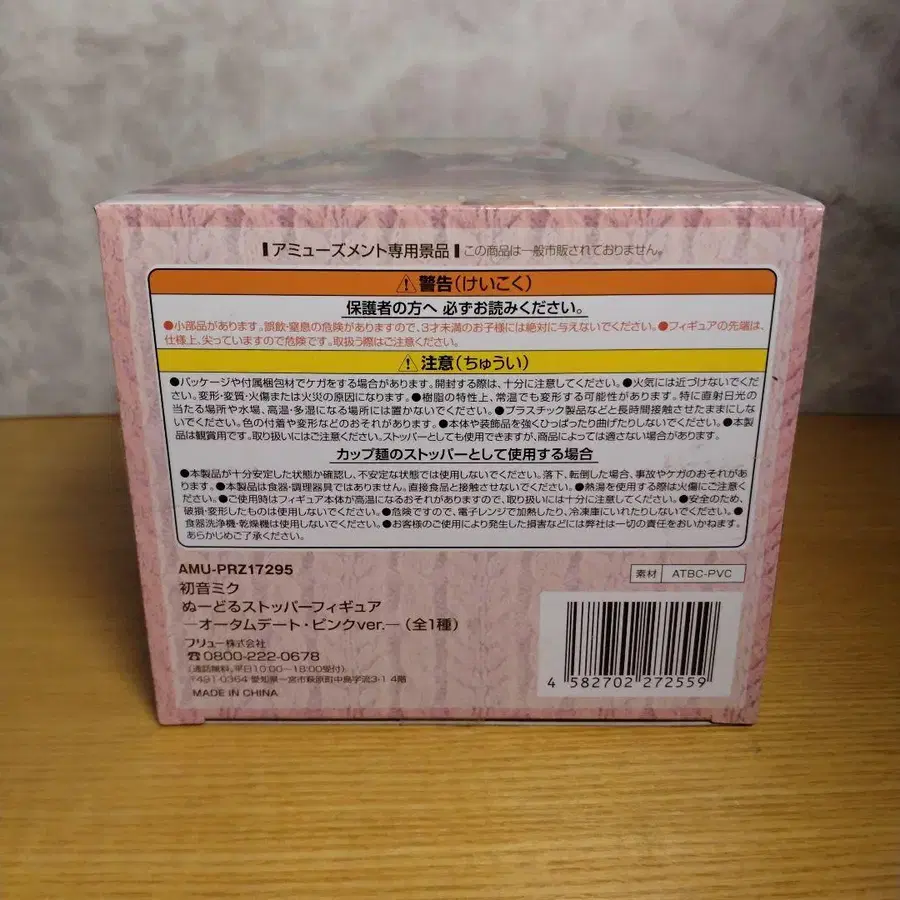 アミューズメント専用景品 この商品は一般市販されておりません。
警告(けいこく)
保護者の方へ 必ずお読みください。
●小部品があります。誤飲・窒息の危険がありますので、3才未満のお子様には絶対に与えないでください。●フィギュアの先端は、
仕様上、尖っていますので危険です。取扱う際はご注意ください。
注意(ちゅうい)
●パッケージや付属梱包材でケガをする場合があります。開封する際は、十分に注意してください。●火気には近づけないでくだ
さい。変形・変質・火傷または火災の原因になります。●樹脂の特性上、常温でも変形する可能性があります。特に直射日光の
当たる場所や水場、高温・多湿になる場所には置かないでください。●プラスチック製品などと長時間接触させたままにし
ないでください。色の付着や変形などのおそれがあります。●本体や装飾品を強くひっぱったり曲げたりしないでください。●本製
品は観賞用です。取り扱いにはご注意ください。ストッパーとしても使用できますが、商品によっては適さない場合があります。
カップ麺のストッパーとして使用する場合
●本製品が十分安定した状態か確認し、不安定な状態では使用しないでください。落下、転倒した場合、事故やケガのおそれがあり
ます。●本製品は食器・調理器具ではありません。直接食品と接触させないでください。●熱湯を使用する際は火傷にご注意く
ださい。●ご使用時はフィギュア本体が高温になるおそれがありますので、取り扱いには十分に注意してください。●安全のため、
破損・変形したものは使用しないでください。●危険ですので、電子レンジで加熱したり、冷凍庫にいれたりしないでください。●
食器洗浄機・乾燥機は使用しないでください。●お客様のご使用により発生した損害などには弊社は一切の責任をおいかねます。
あらかじめご了承ください。
AMU-PRZ17295
素材 ATBC-PVC
初音ミク
ぬーどるストッパーフィギュア
―オータムデート・ピンクver.―(全1種)
フリュー株式会社
☎0800-222-0678
(通話無料、平日10:00~18:00受付)
〒491-0364 愛知県一宮市萩原町中島字流3-1 4階
MADE IN CHINA
4 582702 272559